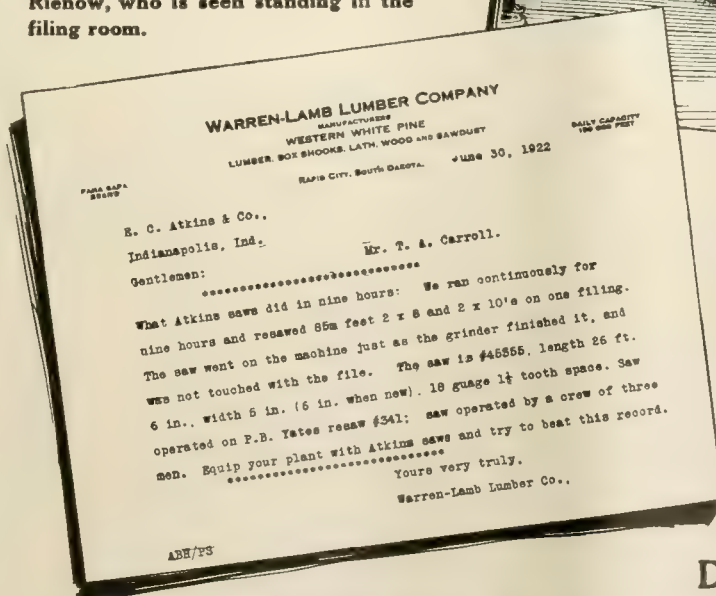 Rienow, who is seen standing in the
filing room.
WARREN-LAMB LUMBER COMPANY
MANUFACTURERS
WESTERN WHITE PINE
LUMBER, BOX SHOOKS, LATH, WOOD AND SAWDUST
DAILY CAPACITY
FEET
PAHA SAPA
BRAND
RAPID CITY, SOUTH DAKOTA, June 30, 1922
E. C. Atkins & Co.,
Indianapolis, Ind.
Mr. T. A. Carroll.
Gentlemen:
****************************
What Atkins saws did in nine hours: We ran continuously for
nine hours and resawed 85m feet 2 x 8 and 2 x 10's on one filing.
The saw went on the machine just as the grinder finished it, and
was not touched with the file. The saw is #45355, length 26 ft.
6 in., width 5 in. (6 in. when new). 18 guage 1½ tooth space. Saw
operated on P.B. Yates resaw #341; saw operated by a crew of three
men. Equip your plant with Atkins saws and try to beat this record.
****************************
Yours very truly,
Warren-Lamb Lumber Co.,
ABH/PS
D